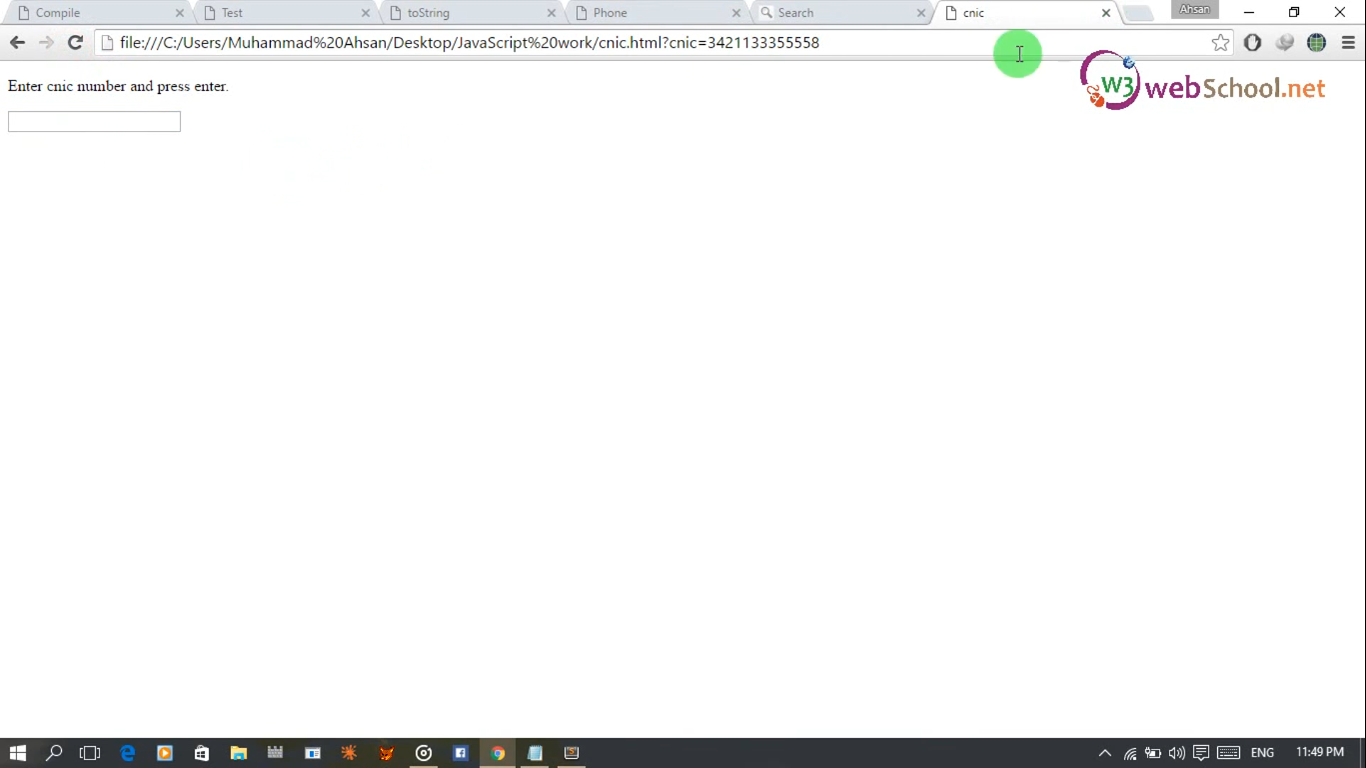 Compile
Test
toString
Phone
Search
cnic
Ahsan
file:///C:/Users/Muhammad%20Ahsan/Desktop/JavaScript%20work/cnic.html?cnic=3421133355558
W3 webSchool.net
Enter cnic number and press enter.
ENG
11:49 PM